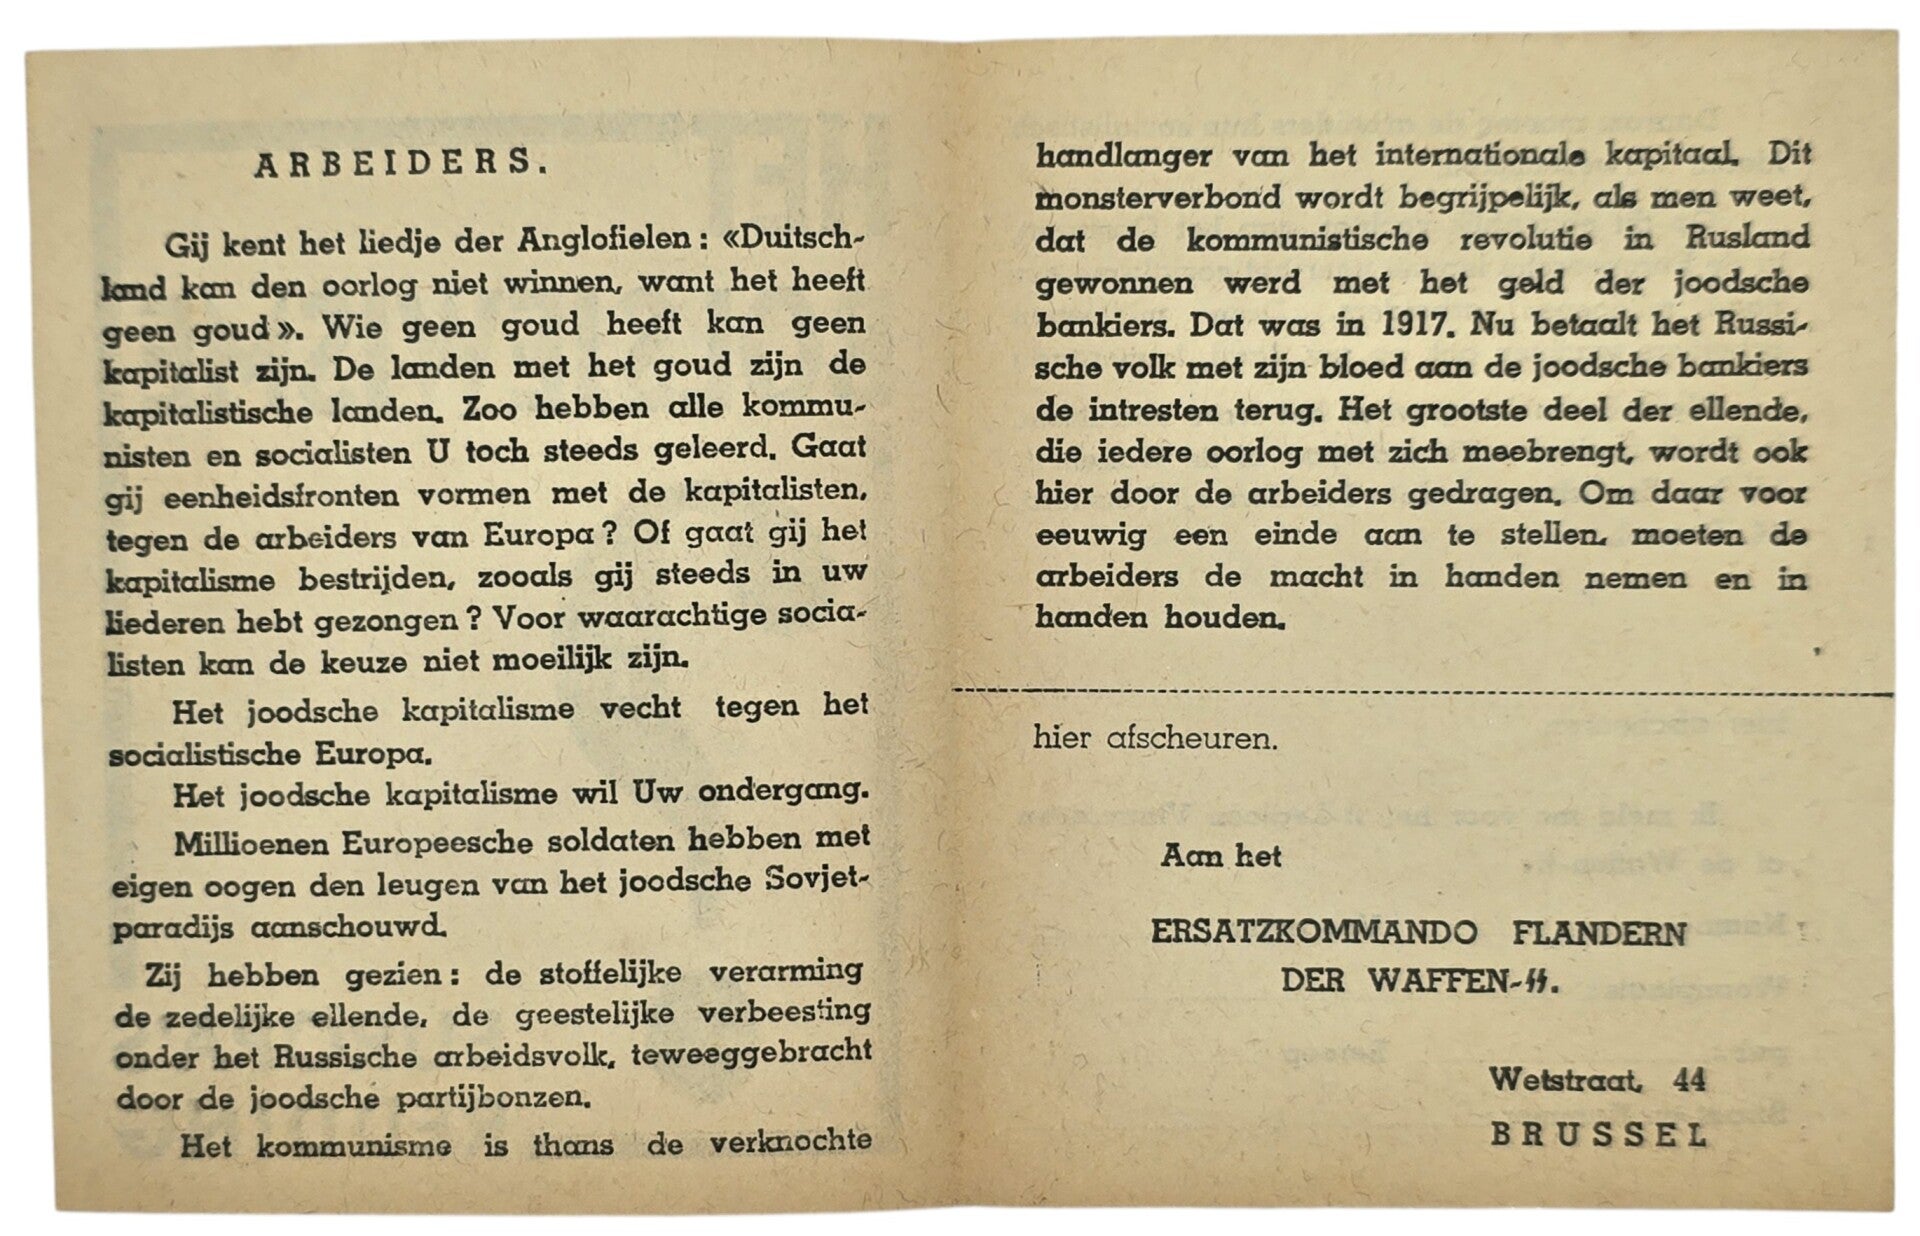 ARBEIDERS.
Gij kent het liedje der Anglofielen : «Duitsch-
land kan den oorlog niet winnen, want het heeft
geen goud». Wie geen goud heeft kan geen
kapitalist zijn. De landen met het goud zijn de
kapitalistische landen. Zoo hebben alle kommu-
nisten en socialisten U toch steeds geleerd. Gaat
gij eenheidsfronten vormen met de kapitalisten,
tegen de arbeiders van Europa ? Of gaat gij het
kapitalisme bestrijden, zooals gij steeds in uw
liederen hebt gezongen ? Voor waarachtige socia-
listen kan de keuze niet moeilijk zijn.
Het joodsche kapitalisme vecht tegen het
socialistische Europa.
Het joodsche kapitalisme wil Uw ondergang.
Millioenen Europeesche soldaten hebben met
eigen oogen den leugen van het joodsche Sovjet-
paradijs aanschouwd.
Zij hebben gezien : de stoffelijke verarming
de zedelijke ellende, de geestelijke verbeesting
onder het Russische arbeidsvolk, teweeggebracht
door de joodsche partijbonzen.
Het kommunisme is thans de verknochte
handlanger van het internationale kapitaal. Dit
monsterverbond wordt begrijpelijk, als men weet,
dat de kommunistische revolutie in Rusland
gewonnen werd met het geld der joodsche
bankiers. Dat was in 1917. Nu betaalt het Russi-
sche volk met zijn bloed aan de joodsche bankiers
de intresten terug. Het grootste deel der ellende,
die iedere oorlog met zich meebrengt, wordt ook
hier door de arbeiders gedragen. Om daar voor
eeuwig een einde aan te stellen, moeten de
arbeiders de macht in handen nemen en in
handen houden.
hier afscheuren.
Aan het
ERSATZKOMMANDO FLANDERN
DER WAFFEN-ᛋᛋ.
Wetstraat, 44
BRUSSEL